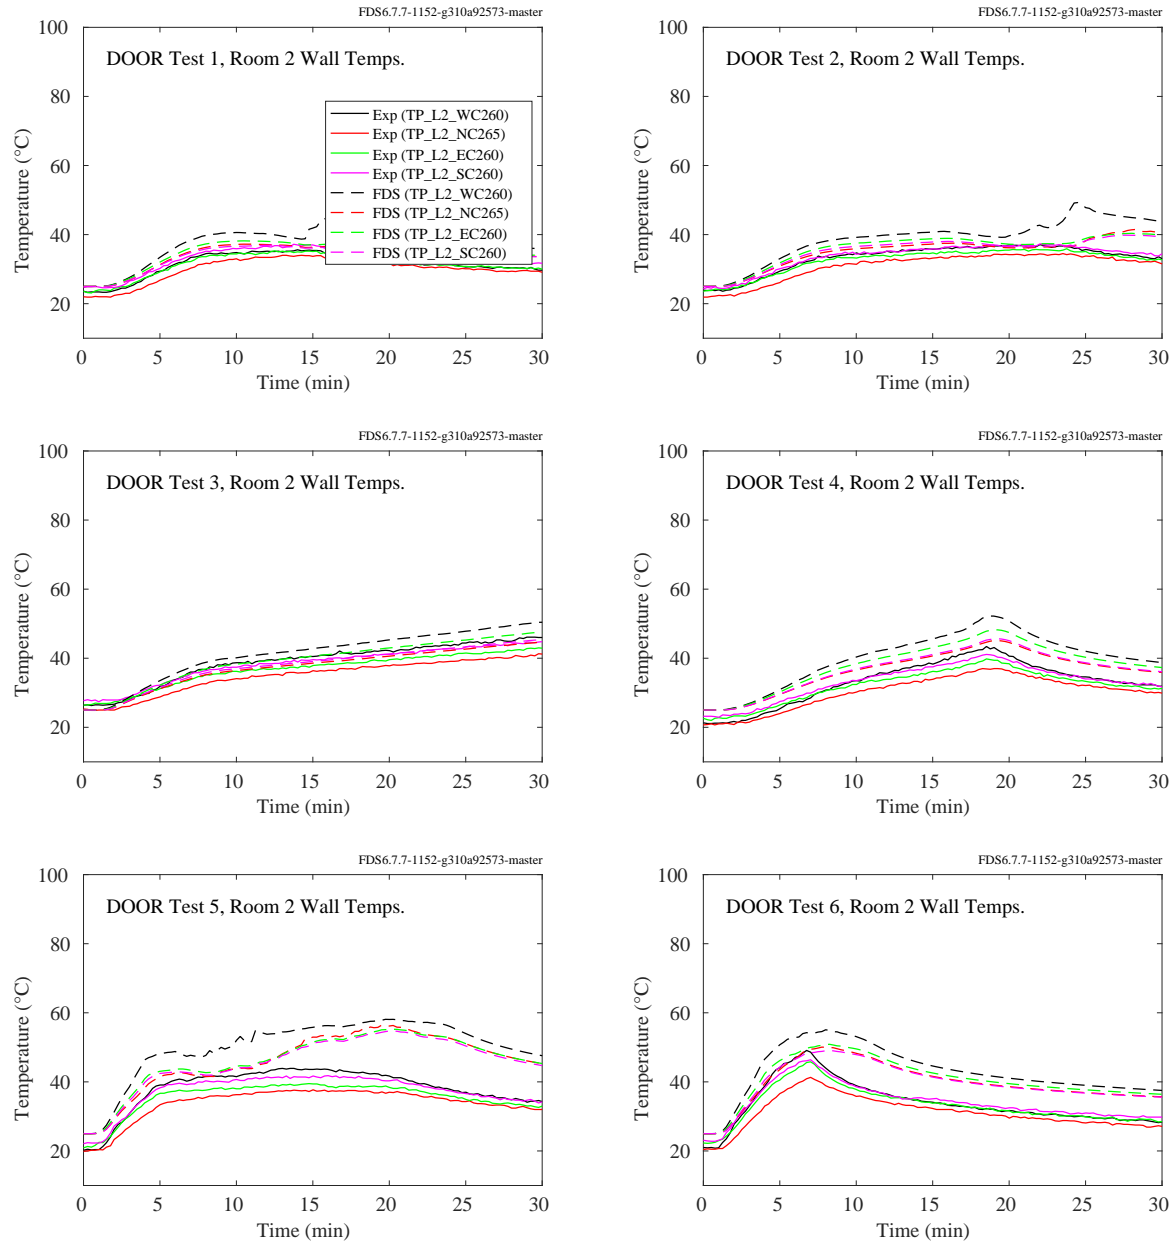 FDS6.7.7-1152-g310a92573-master
DOOR Test 1, Room 2 Wall Temps.
Exp (TP_L2_WC260)
Exp (TP_L2_NC265)
Exp (TP_L2_EC260)
Exp (TP_L2_SC260)
FDS (TP_L2_WC260)
FDS (TP_L2_NC265)
FDS (TP_L2_EC260)
FDS (TP_L2_SC260)
Temperature (°C)
100
80
60
40
20
0 5 10 15 20 25 30
Time (min)
FDS6.7.7-1152-g310a92573-master
DOOR Test 2, Room 2 Wall Temps.
Temperature (°C)
100
80
60
40
20
0 5 10 15 20 25 30
Time (min)
FDS6.7.7-1152-g310a92573-master
DOOR Test 3, Room 2 Wall Temps.
Temperature (°C)
100
80
60
40
20
0 5 10 15 20 25 30
Time (min)
FDS6.7.7-1152-g310a92573-master
DOOR Test 4, Room 2 Wall Temps.
Temperature (°C)
100
80
60
40
20
0 5 10 15 20 25 30
Time (min)
FDS6.7.7-1152-g310a92573-master
DOOR Test 5, Room 2 Wall Temps.
Temperature (°C)
100
80
60
40
20
0 5 10 15 20 25 30
Time (min)
FDS6.7.7-1152-g310a92573-master
DOOR Test 6, Room 2 Wall Temps.
Temperature (°C)
100
80
60
40
20
0 5 10 15 20 25 30
Time (min)